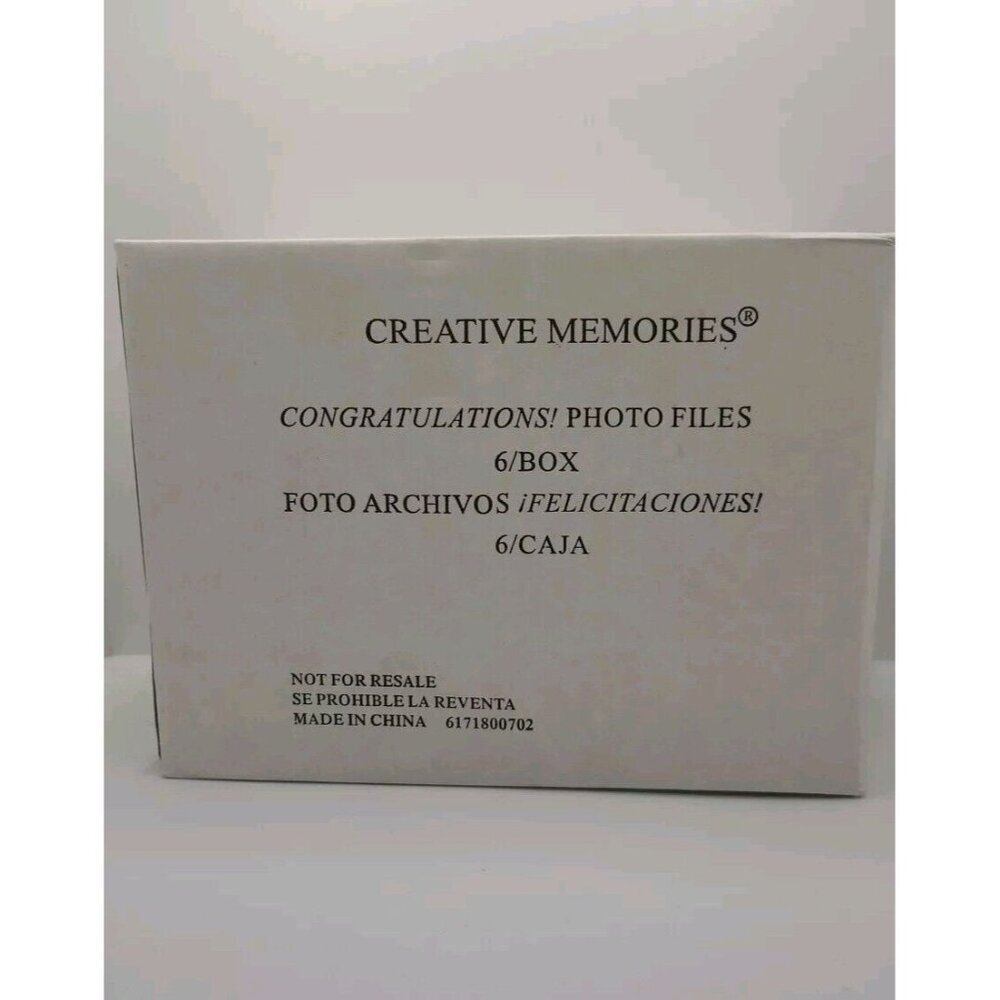 CREATIVE MEMORIES®
CONGRATULATIONS! PHOTO FILES
6/BOX
FOTO ARCHIVOS ¡FELICITACIONES!
6/CAJA
NOT FOR RESALE
SE PROHIBLE LA REVENTA
MADE IN CHINA 6171800702